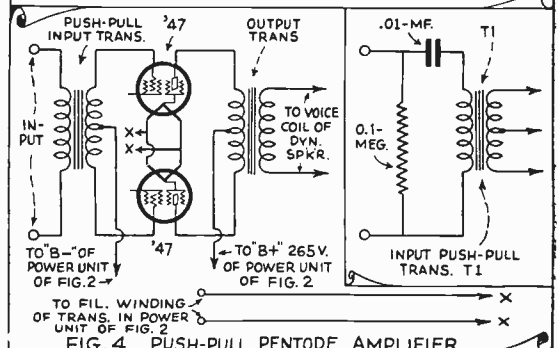 PUSH-PULL
INPUT TRANS.
'47
OUTPUT
TRANS
IN-
PUT
X
X
TO VOICE
COIL OF
DYN.
SPKR.
'47
TO "B-" OF
POWER UNIT
OF FIG. 2
TO "B+" 265 V.
OF POWER UNIT
OF FIG. 2
.01-MF.
T1
0.1-
MEG.
INPUT PUSH-PULL
TRANS. T1
TO FIL. WINDING
OF TRANS. IN POWER
UNIT OF FIG. 2
X
X
FIG. 4 PUSH-PULL PENTODE AMPLIFIER